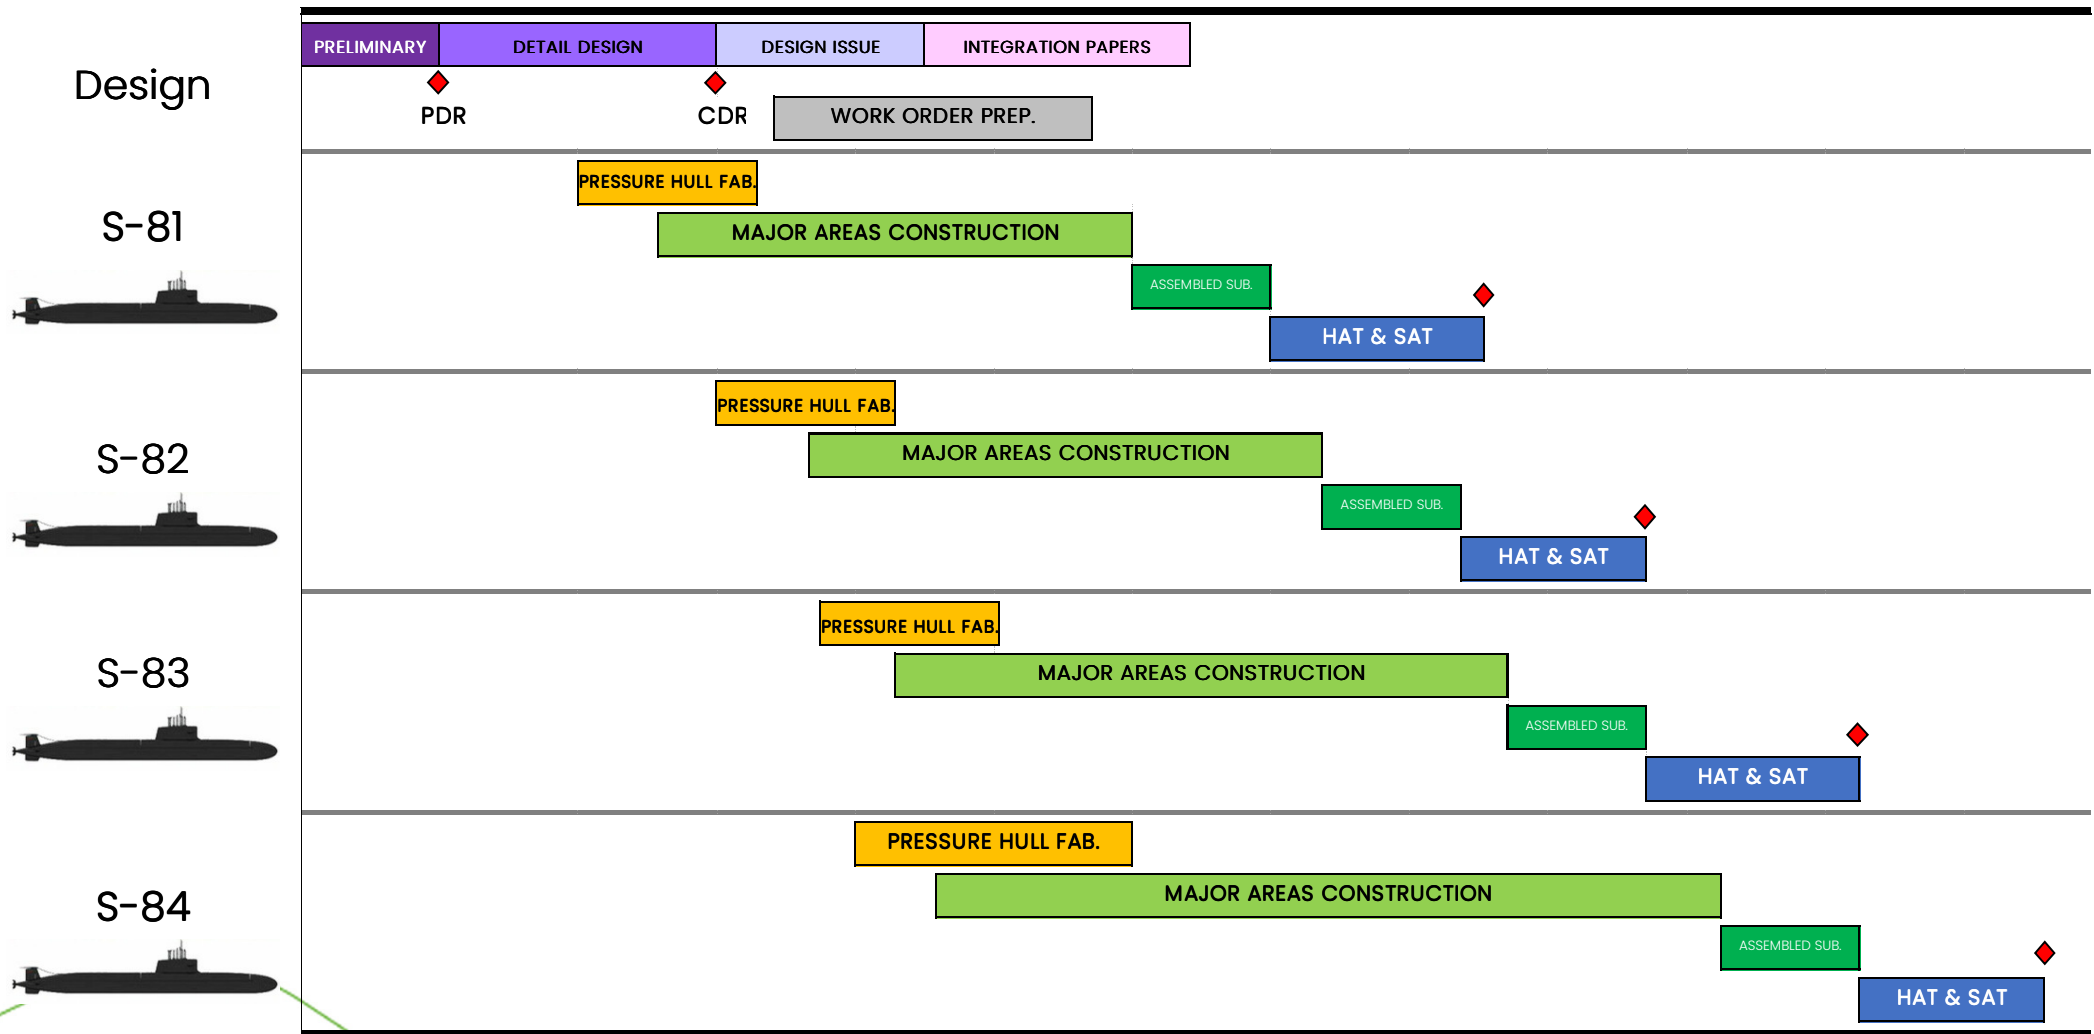 PRELIMINARY
DETAIL DESIGN
DESIGN ISSUE
INTEGRATION PAPERS
Design
PDR
CDR
WORK ORDER PREP.
S-81
PRESSURE HULL FAB.
MAJOR AREAS CONSTRUCTION
ASSEMBLED SUB.
HAT & SAT
S-82
PRESSURE HULL FAB.
MAJOR AREAS CONSTRUCTION
ASSEMBLED SUB.
HAT & SAT
S-83
PRESSURE HULL FAB.
MAJOR AREAS CONSTRUCTION
ASSEMBLED SUB.
HAT & SAT
S-84
PRESSURE HULL FAB.
MAJOR AREAS CONSTRUCTION
ASSEMBLED SUB.
HAT & SAT